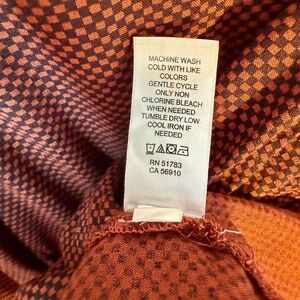 MACHINE WASH
COLD WITH LIKE
COLORS
GENTLE CYCLE
ONLY NON
CHLORINE BLEACH
WHEN NEEDED
TUMBLE DRY LOW
COOL IRON IF
NEEDED
RN 51783
CA 56910